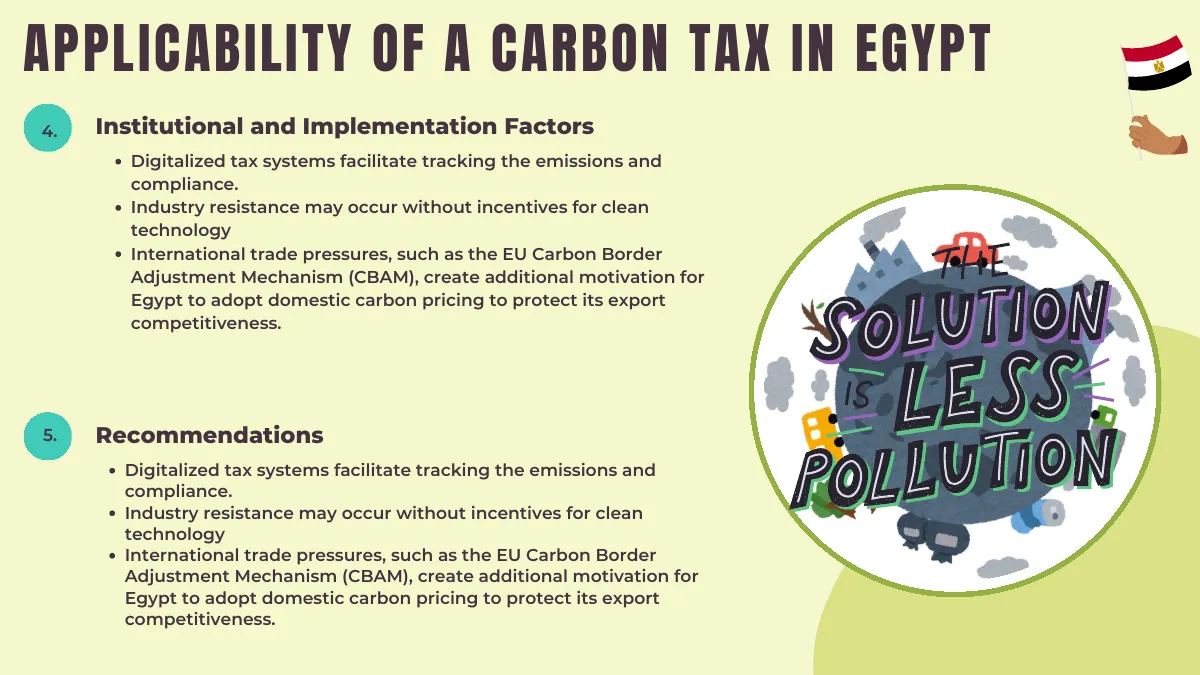 APPLICABILITY OF A CARBON TAX IN EGYPT
4.
Institutional and Implementation Factors
• Digitalized tax systems facilitate tracking the emissions and
compliance.
• Industry resistance may occur without incentives for clean
technology
• International trade pressures, such as the EU Carbon Border
Adjustment Mechanism (CBAM), create additional motivation for
Egypt to adopt domestic carbon pricing to protect its export
competitiveness.
5.
Recommendations
• Digitalized tax systems facilitate tracking the emissions and
compliance.
• Industry resistance may occur without incentives for clean
technology
• International trade pressures, such as the EU Carbon Border
Adjustment Mechanism (CBAM), create additional motivation for
Egypt to adopt domestic carbon pricing to protect its export
competitiveness.
THE
SOLUTION
IS LESS
POLLUTION